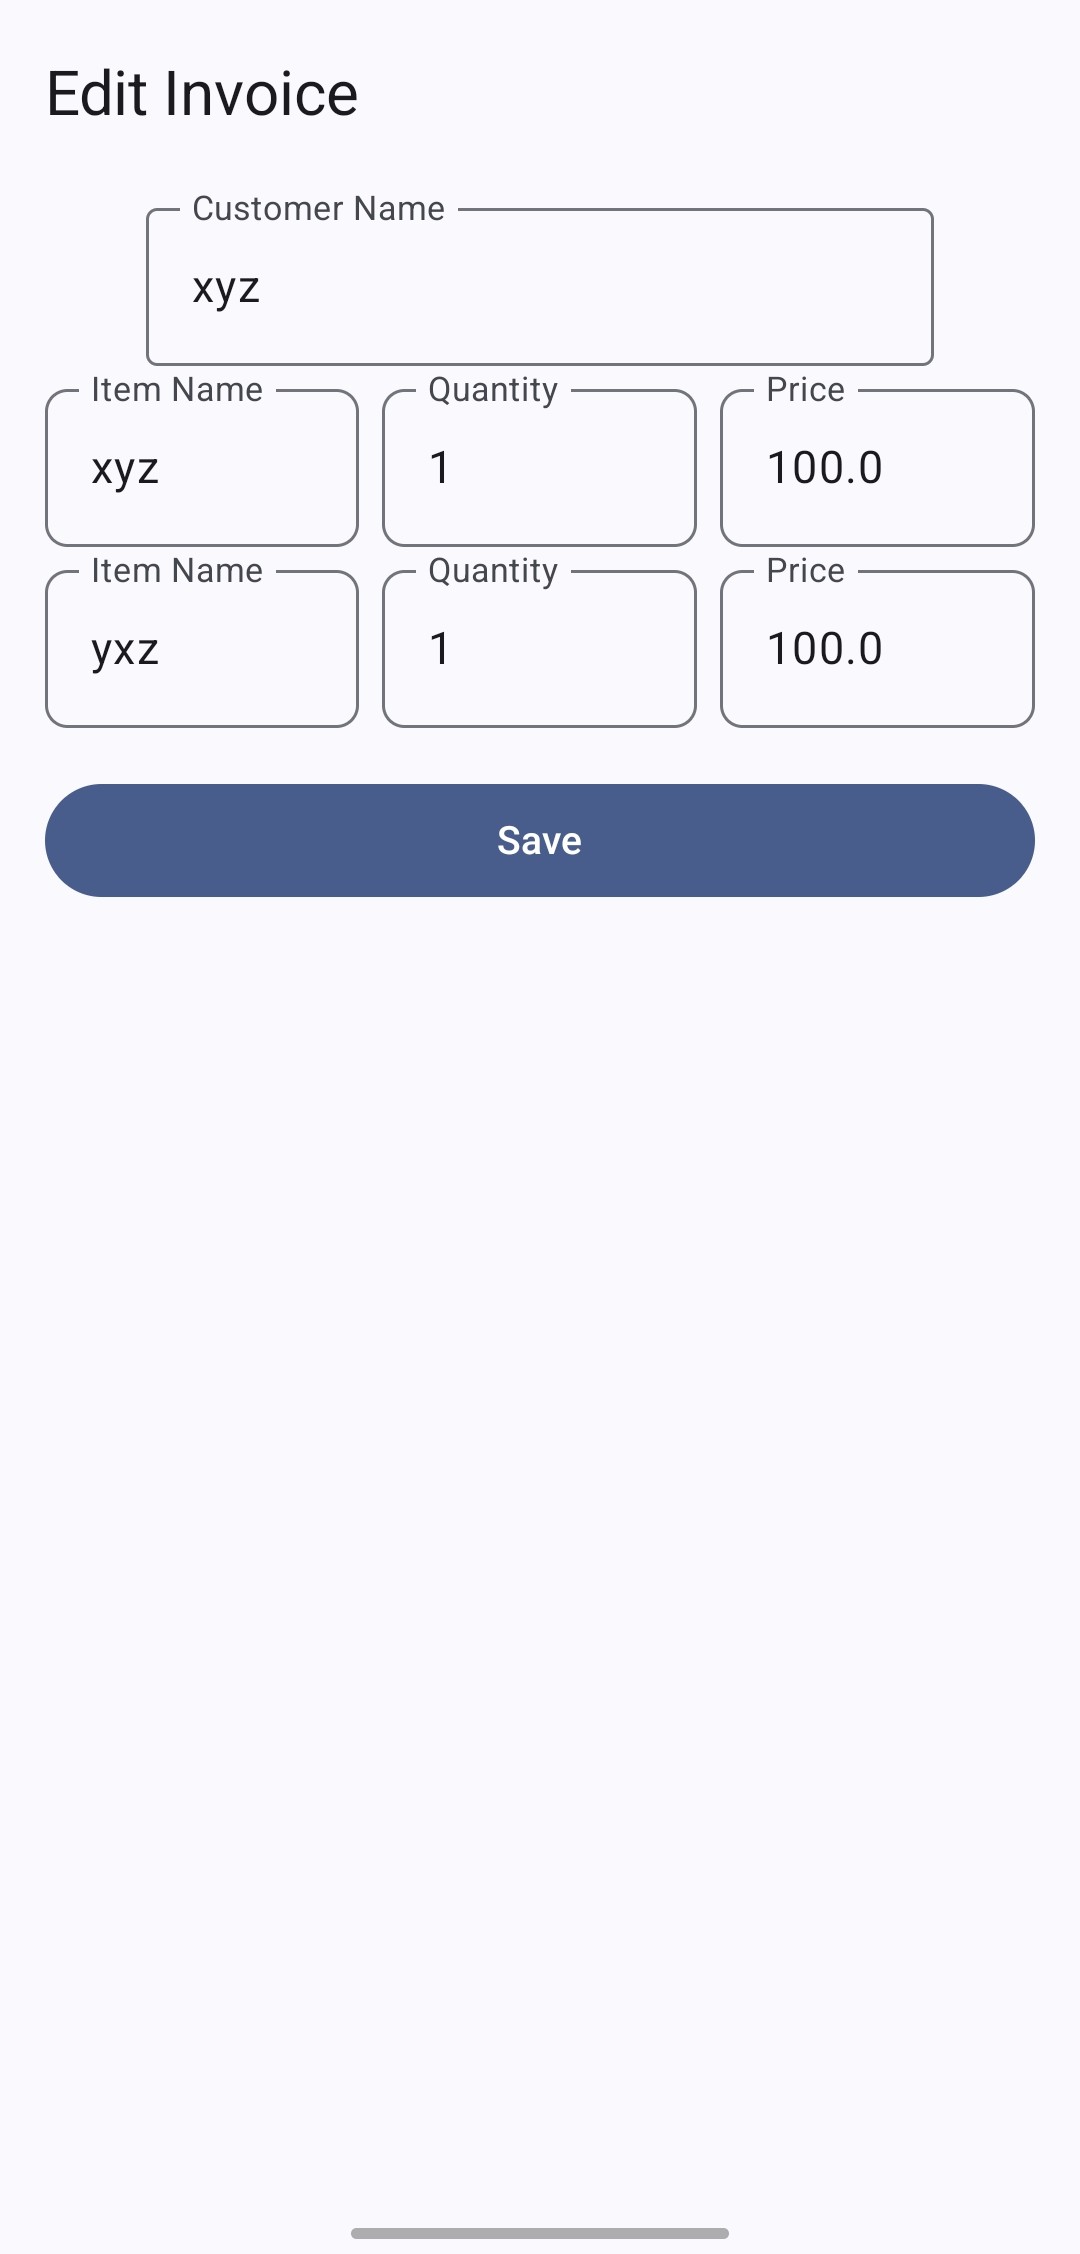 Edit Invoice
Customer Name
xyz
Item Name Quantity Price
xyz 1 100.0
Item Name Quantity Price
yxz 1 100.0
Save